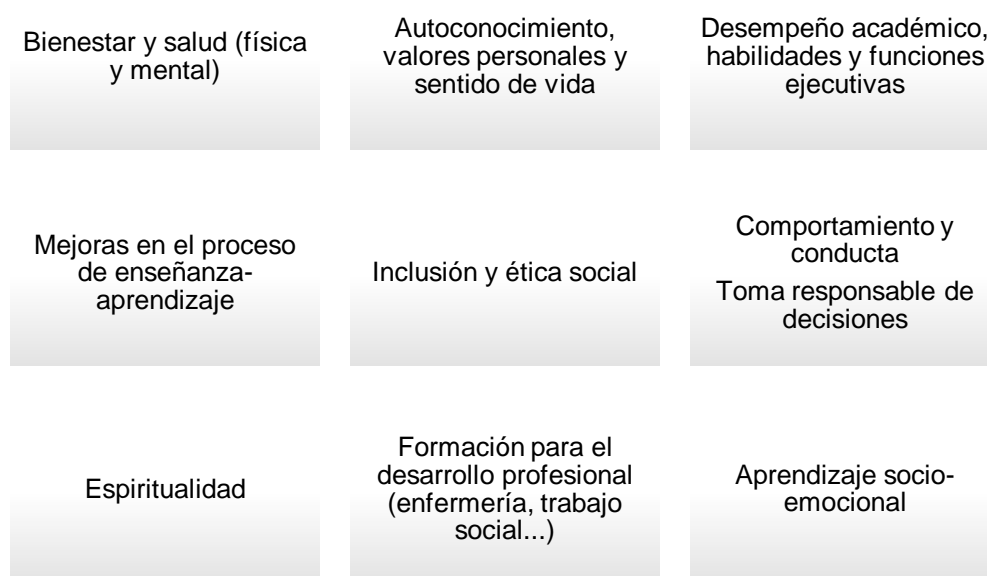 Bienestar y salud (física
y mental)
Autoconocimiento,
valores personales y
sentido de vida
Desempeño académico,
habilidades y funciones
ejecutivas
Mejoras en el proceso
de enseñanza-
aprendizaje
Inclusión y ética social
Comportamiento y
conducta
Toma responsable de
decisiones
Espiritualidad
Formación para el
desarrollo profesional
(enfermería, trabajo
social...)
Aprendizaje socio-
emocional